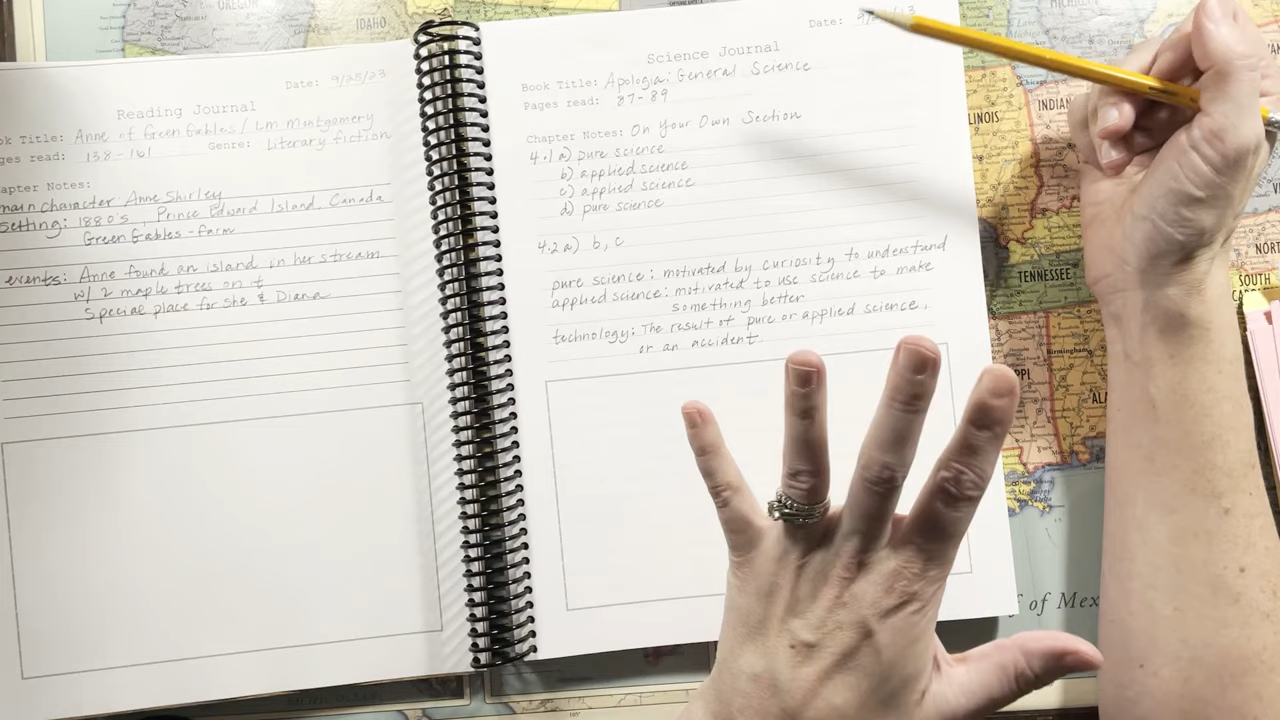 Date: 9/25/23
Reading Journal
Title: Anne of Green Gables / Lm Montgomery
read: 138-161 Genre: Literary fiction
Notes:
main character Anne Shirley
setting: 1880's, Prince Edward Island, Canada
Green Gables - farm
events: Anne found an island in her stream
w/ 2 maple trees on it
special place for she & Diana
Date:
Science Journal
Book Title: Apologia: General Science
Pages read: 87-89
Chapter Notes: On Your Own Section
4.1 a) pure science
b) applied science
c) applied science
d) pure science
4.2 a) b, c
pure science: motivated by curiosity to understand
applied science: motivated to use science to make
something better
technology: The result of pure or applied science,
or an accident.
OREGON
IDAHO
Chicago
ILLINOIS
TENNESSEE
Birmingham
New Orleans
Mississippi
Delta
SOUTH
of Mex